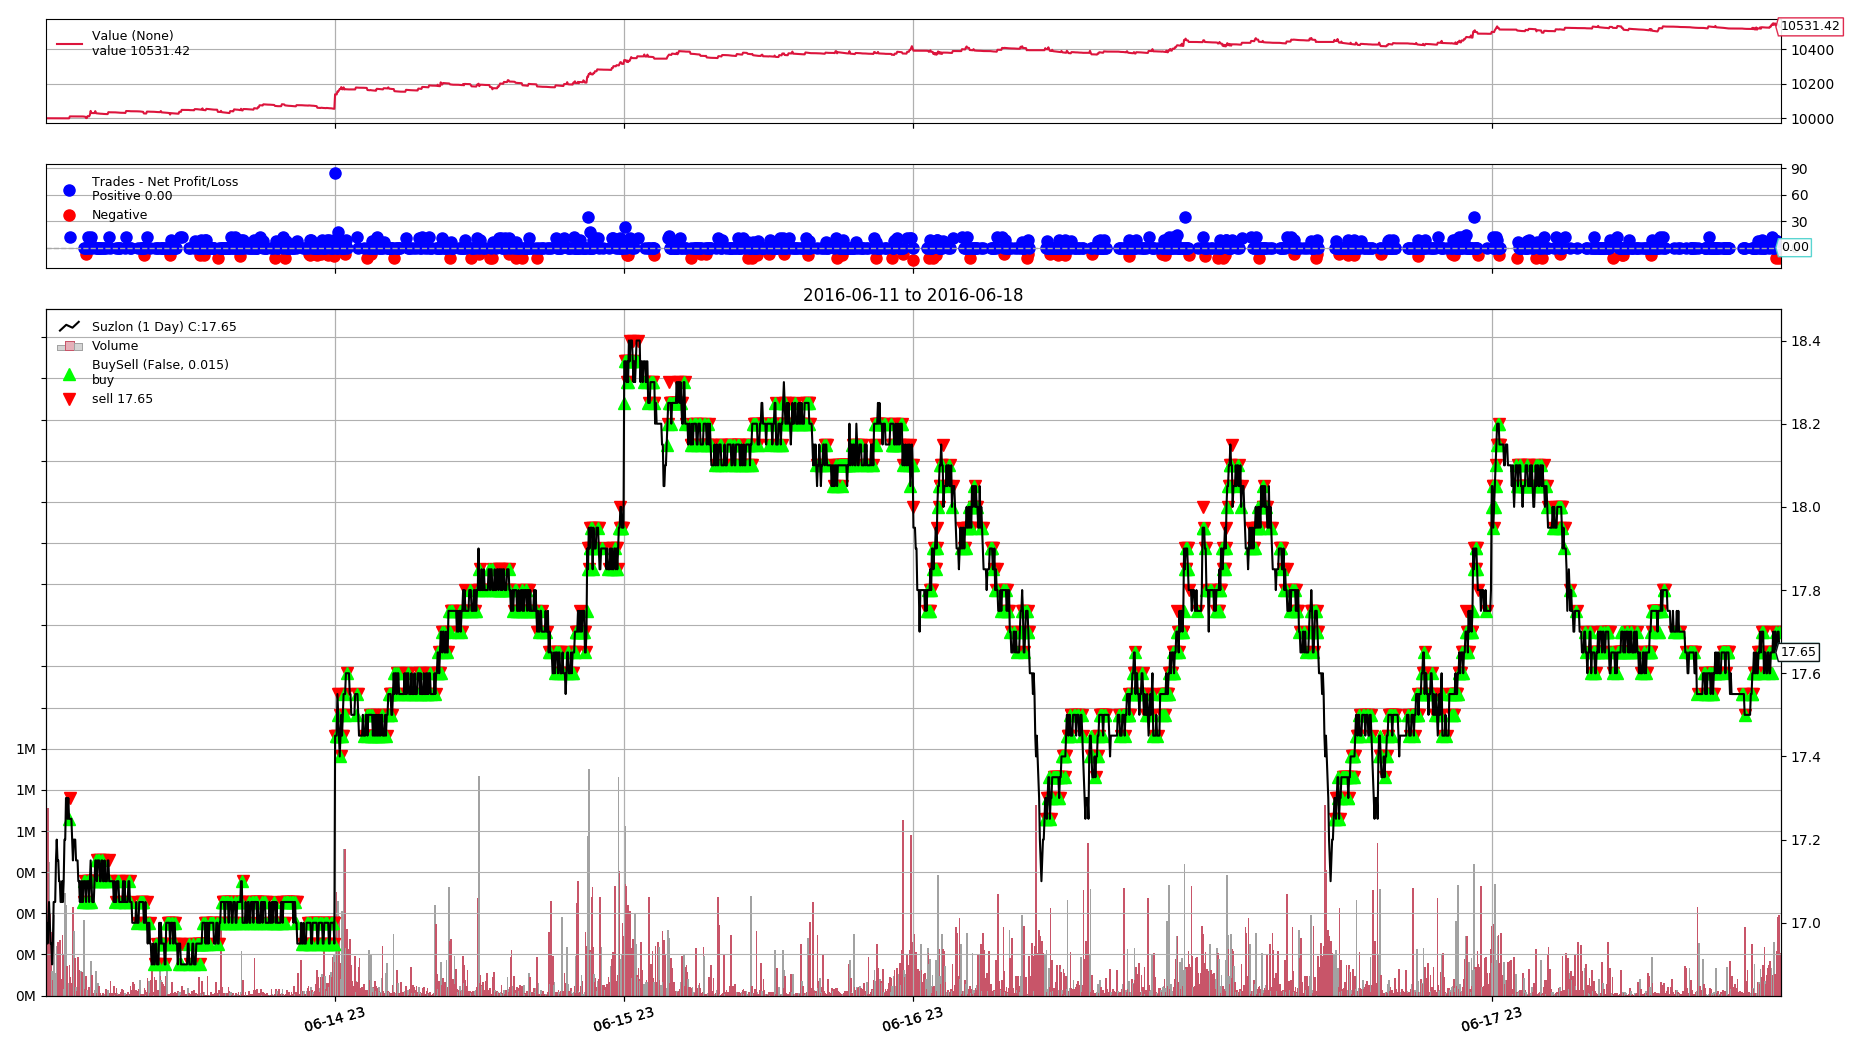 Value (None)
value 10531.42
10531.42
10400
10200
10000
Trades - Net Profit/Loss
Positive 0.00
Negative
90
60
30
0.00
2016-06-11 to 2016-06-18
Suzlon (1 Day) C:17.65
Volume
BuySell (False, 0.015)
buy
sell 17.65
18.4
18.2
18.0
17.8
17.65
17.6
17.4
17.2
17.0
1M
1M
1M
0M
0M
0M
0M
06-14 23
06-15 23
06-16 23
06-17 23